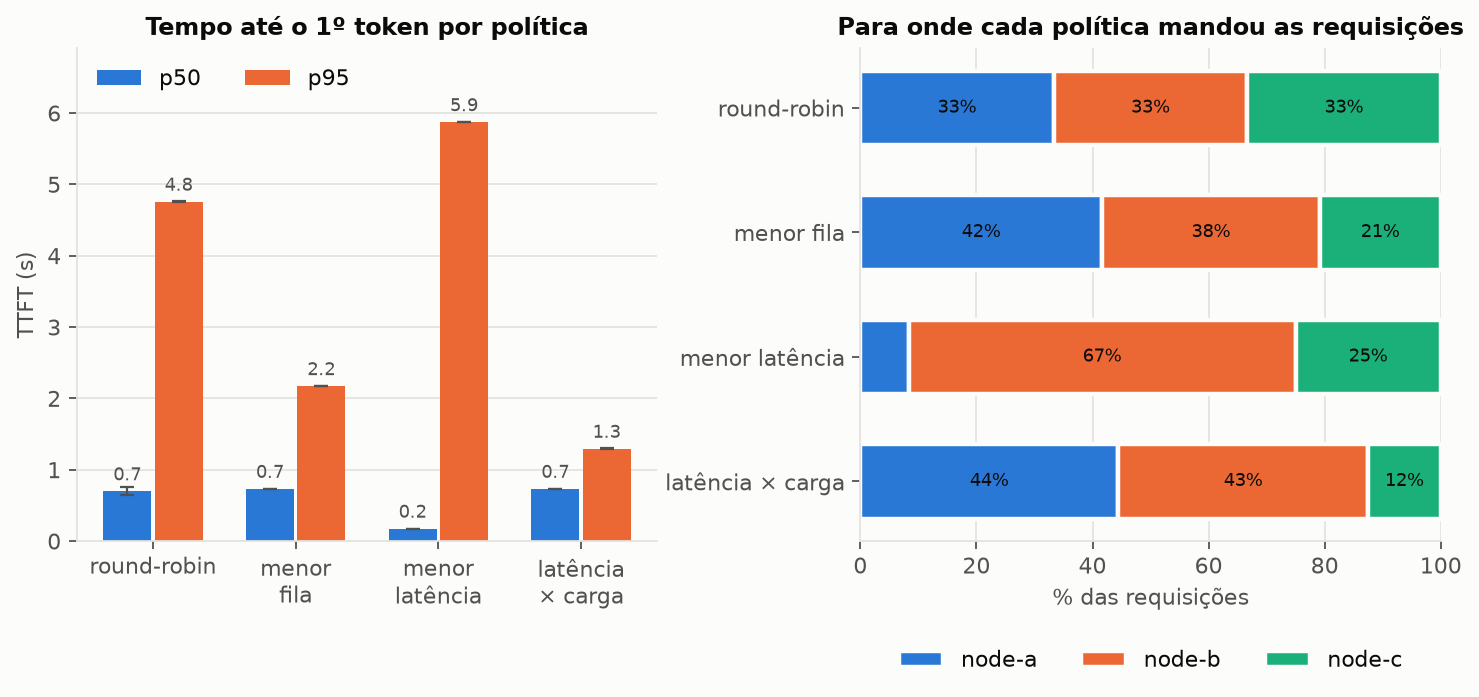 Tempo até o 1º token por política
p50
p95
TTFT (s)
6
5
4
3
2
1
0
0.7
4.8
0.7
2.2
0.2
5.9
0.7
1.3
round-robin
menor
fila
menor
latência
latência
× carga
Para onde cada política mandou as requisições
round-robin
33%
33%
33%
menor fila
42%
38%
21%
menor latência
67%
25%
latência × carga
44%
43%
12%
0
20
40
60
80
100
% das requisições
node-a
node-b
node-c